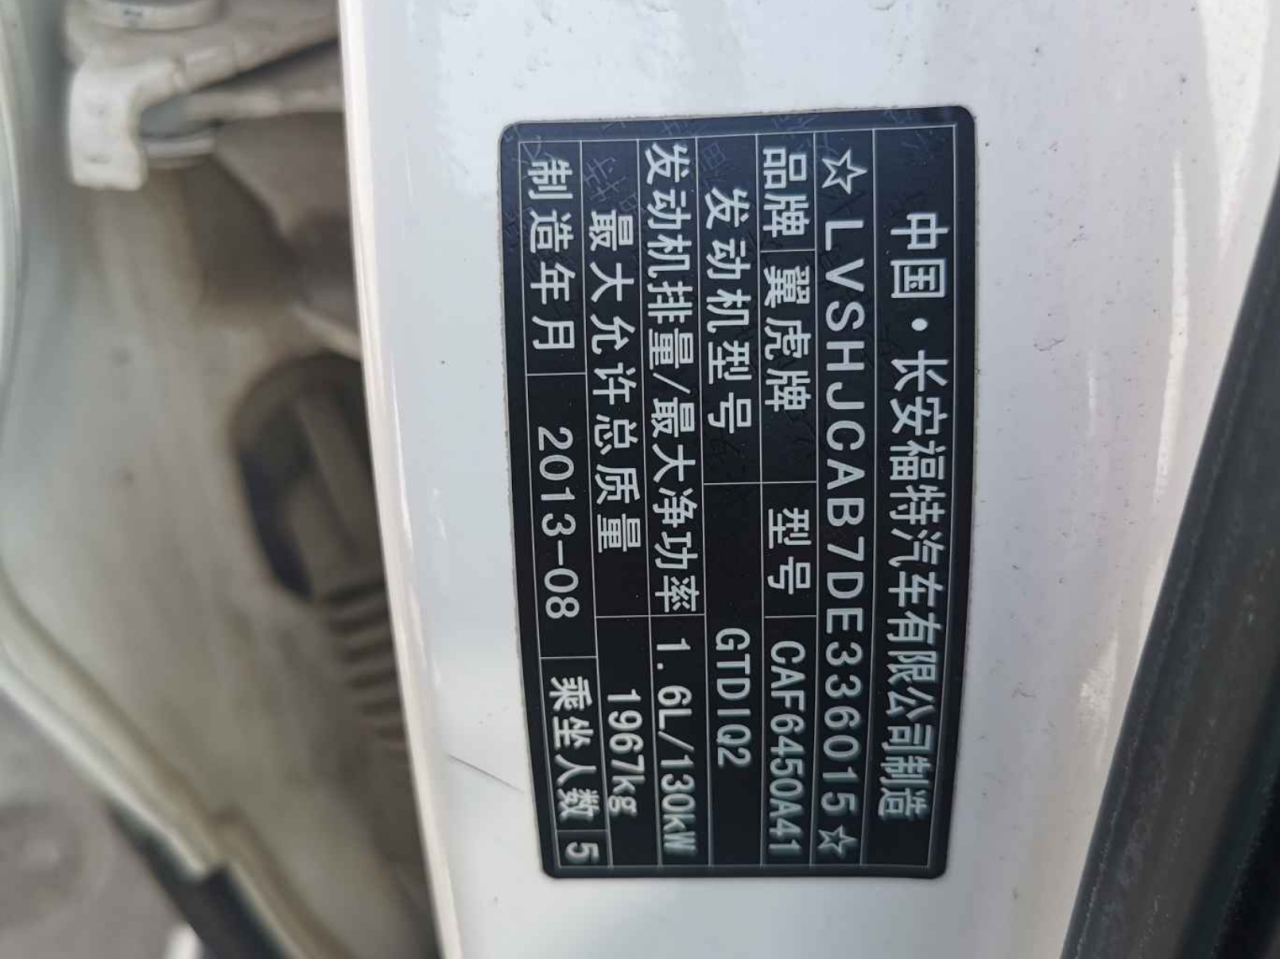 中国·长安福特汽车有限公司制造
☆LVSHJCAB7DE336015☆
品牌 翼虎牌 型号 CAF6450A41
发动机型号 GTDIQ2
发动机排量/最大净功率 1.6L/130kW
最大允许总质量 1967kg
制造年月 2013-08 乘坐人数 5